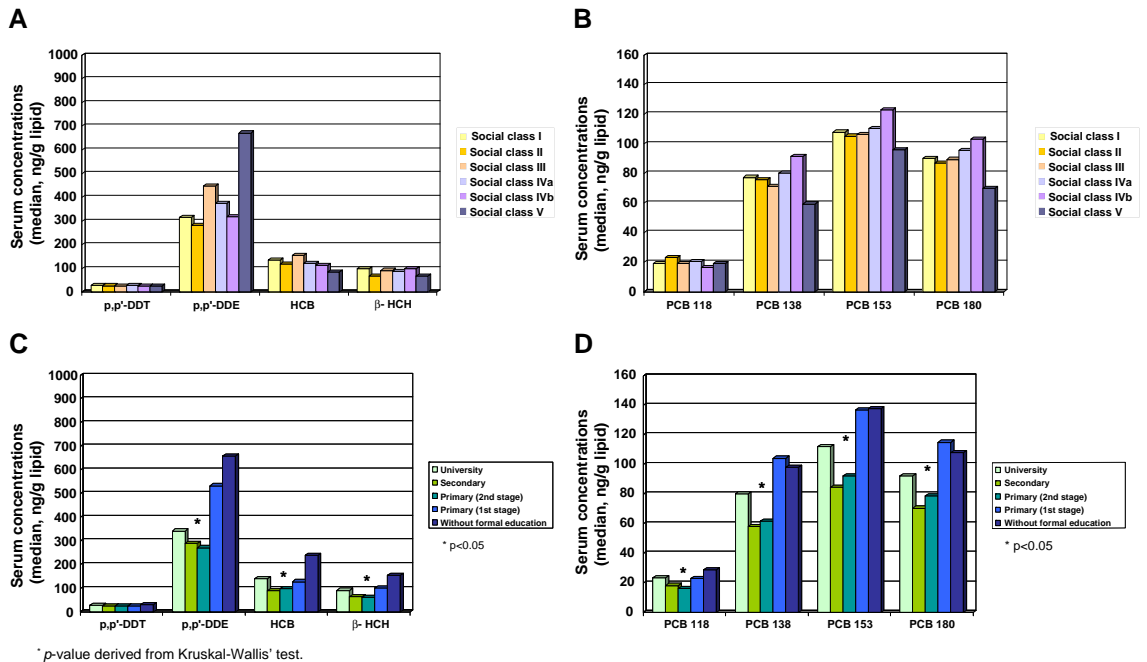 A
Serum concentrations
(median, ng/g lipid)
1000
900
800
700
600
500
400
300
200
100
0
p,p'-DDT
p,p'-DDE
HCB
β- HCH
Social class I
Social class II
Social class III
Social class IVa
Social class IVb
Social class V
B
Serum concentrations
(median, ng/g lipid)
160
140
120
100
80
60
40
20
0
PCB 118
PCB 138
PCB 153
PCB 180
Social class I
Social class II
Social class III
Social class IVa
Social class IVb
Social class V
C
Serum concentrations
(median, ng/g lipid)
1000
900
800
700
600
500
400
300
200
100
0
*
*
*
p,p'-DDT
p,p'-DDE
HCB
β- HCH
University
Secondary
Primary (2nd stage)
Primary (1st stage)
Without formal education
* p<0.05
D
Serum concentrations
(median, ng/g lipid)
160
140
120
100
80
60
40
20
0
*
*
*
*
PCB 118
PCB 138
PCB 153
PCB 180
University
Secondary
Primary (2nd stage)
Primary (1st stage)
Without formal education
* p<0.05
* p-value derived from Kruskal-Wallis' test.